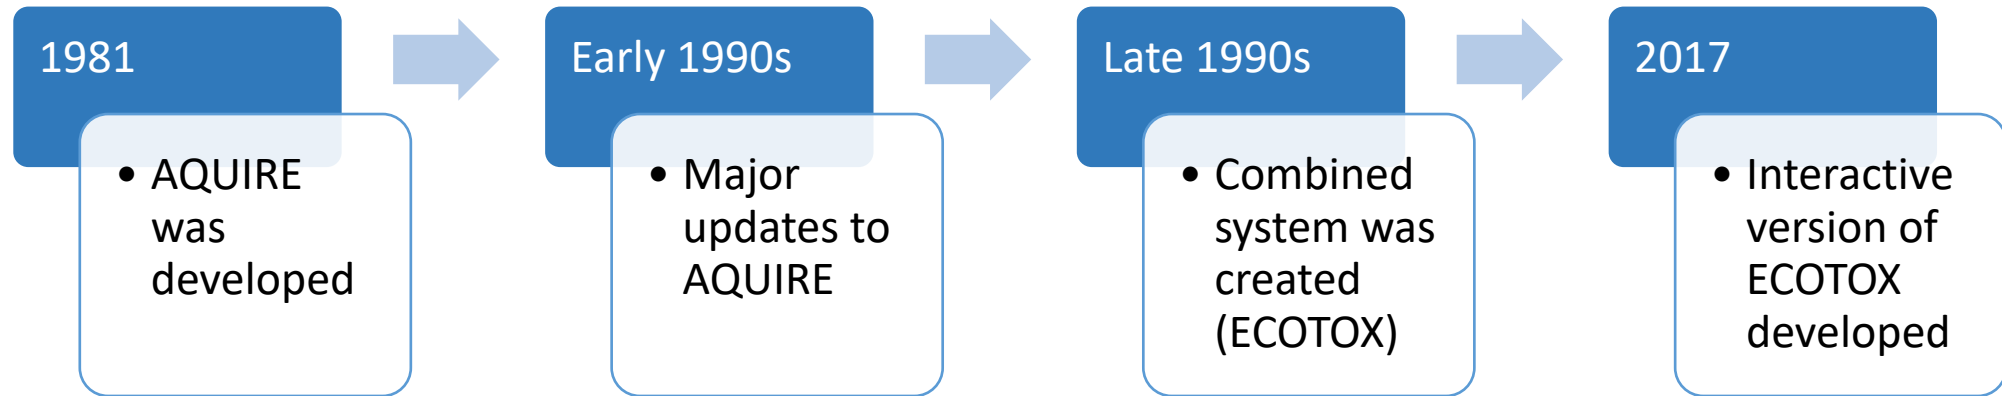 1981
• AQUIRE
was
developed
Early 1990s
• Major
updates to
AQUIRE
Late 1990s
• Combined
system was
created
(ECOTOX)
2017
• Interactive
version of
ECOTOX
developed